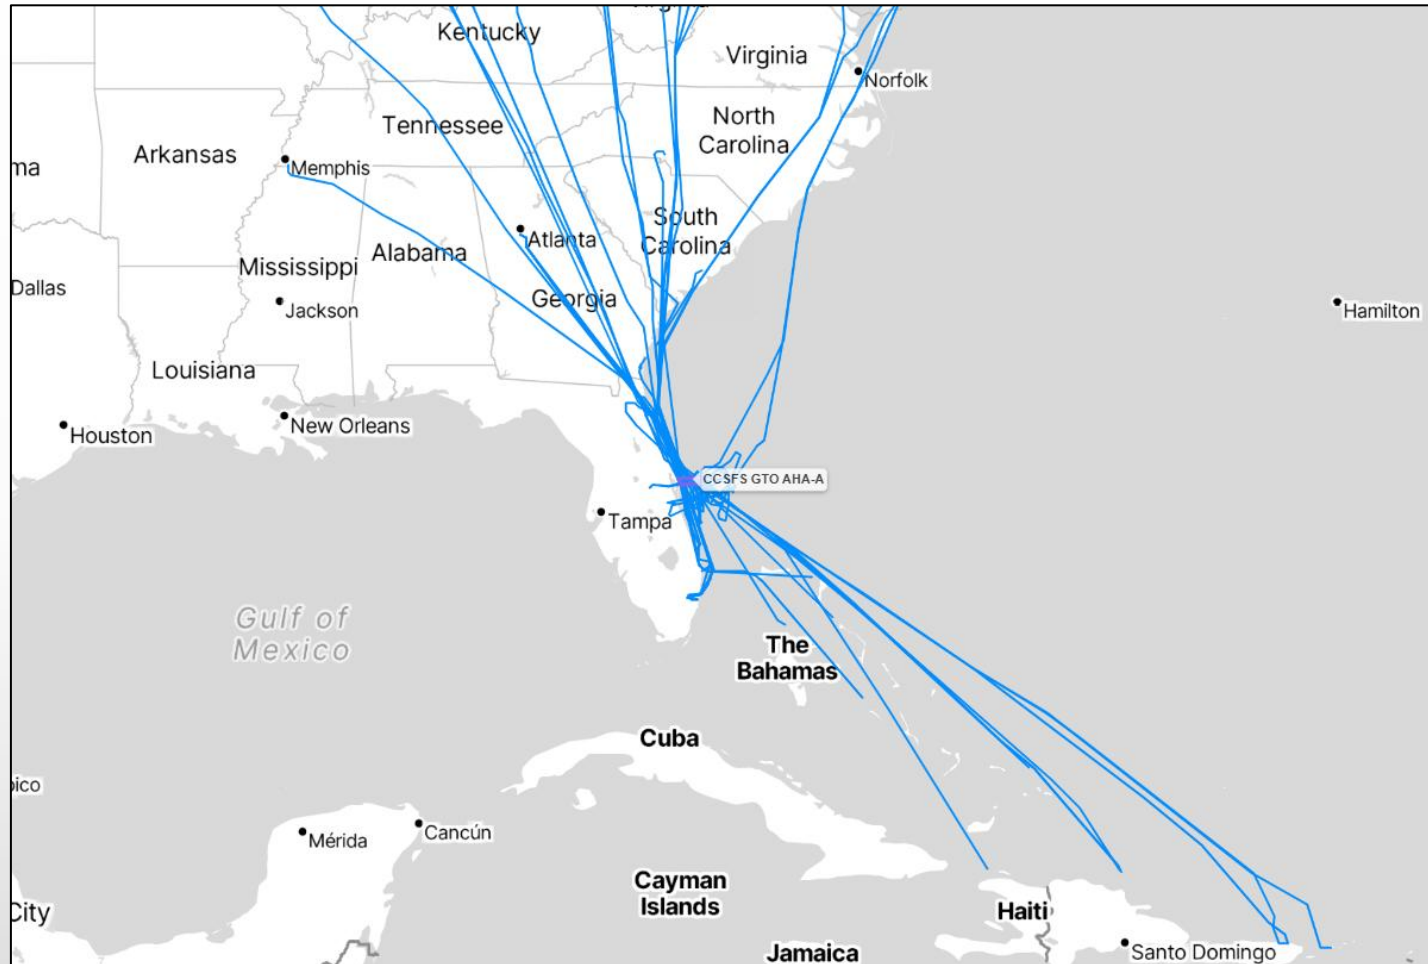 Kentucky
Virginia
Norfolk
Tennessee
North
Carolina
Arkansas
Memphis
ma
South
Carolina
Atlanta
Alabama
Mississippi
Dallas
Georgia
Jackson
Hamilton
Louisiana
New Orleans
Houston
CCSFS GTO AHA-A
Tampa
Gulf of
Mexico
The
Bahamas
Cuba
ico
Mérida
Cancún
Cayman
Islands
City
Haiti
Jamaica
Santo Domingo